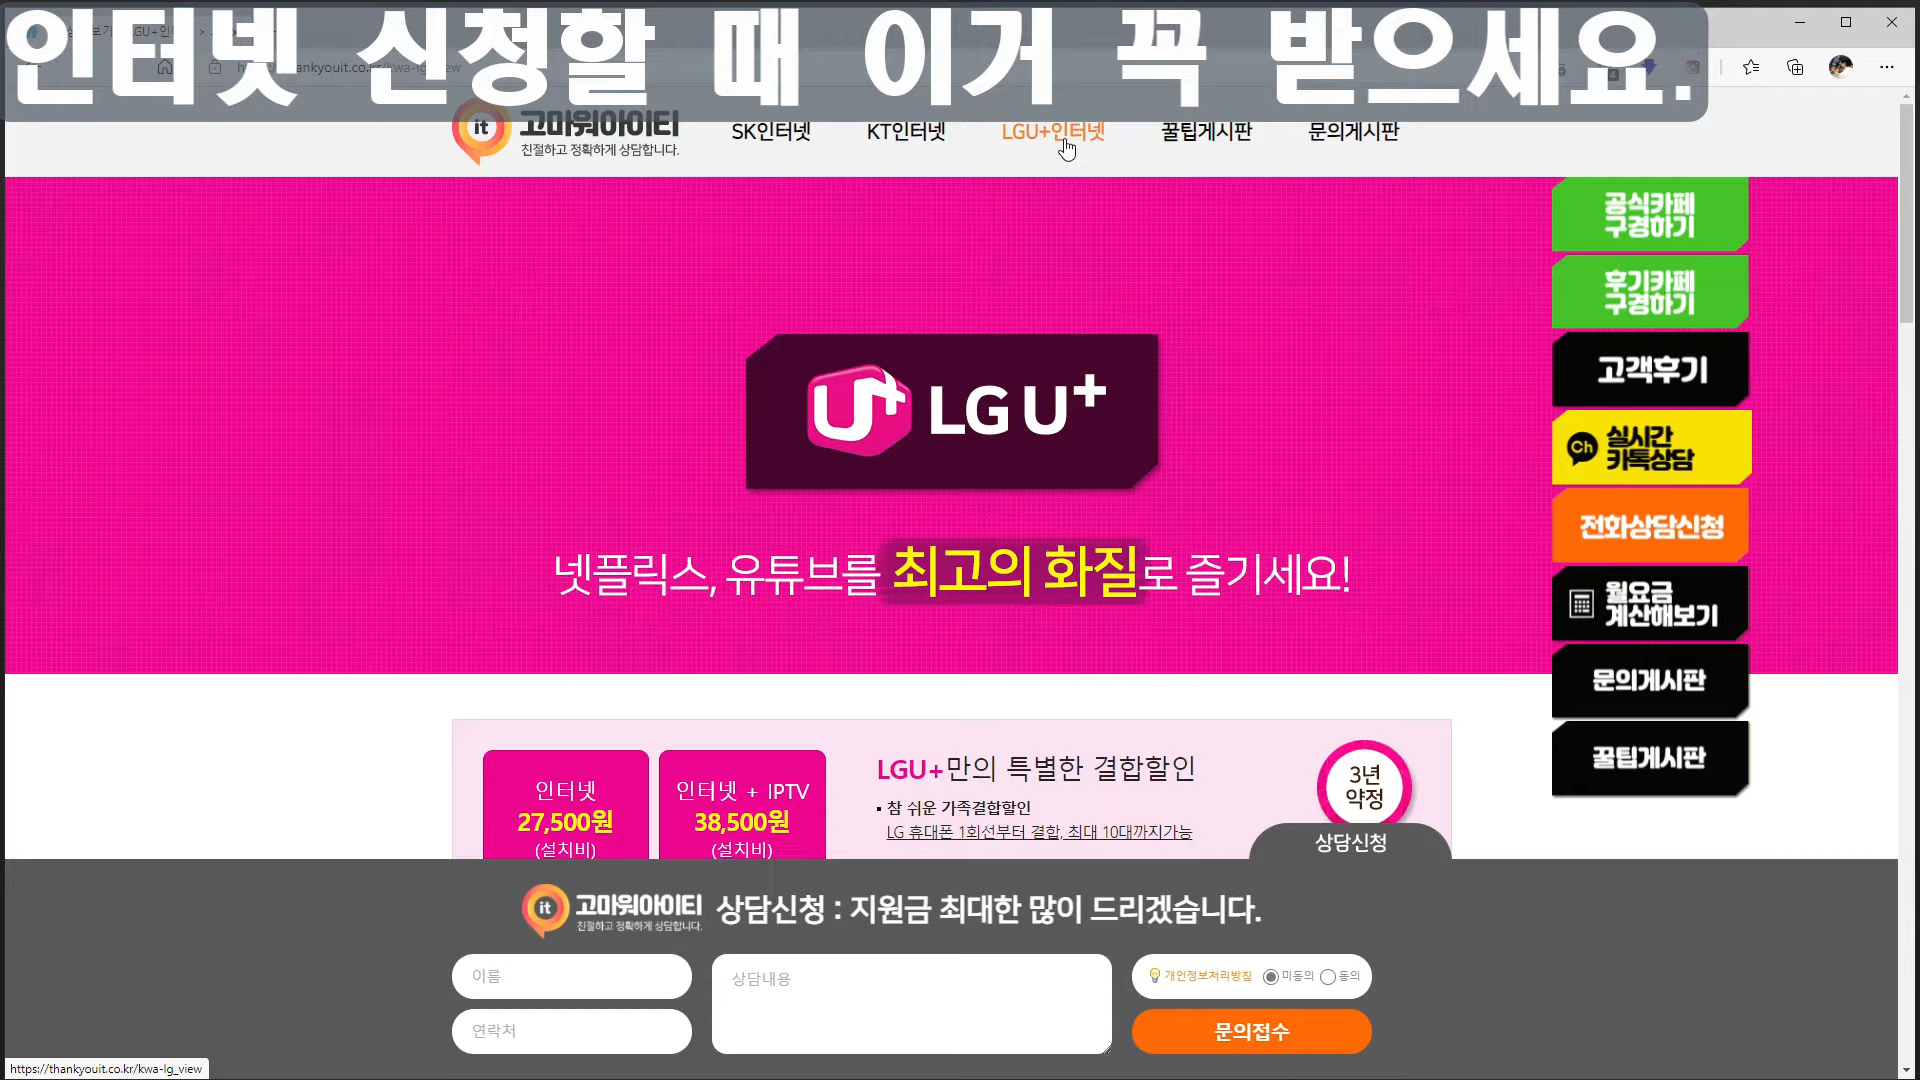 인터넷 신청할 때 이거 꼭 받으세요.
it 고마워아이티
친절하고 정확하게 상담합니다.
SK인터넷 KT인터넷 LGU+인터넷 꿀팁게시판 문의게시판
공식카페
구경하기
후기카페
구경하기
고객후기
Ch 실시간
카톡상담
전화상담신청
월요금
계산해보기
문의게시판
꿀팁게시판
U+ LG U+
넷플릭스, 유튜브를 최고의 화질로 즐기세요!
인터넷
27,500원
(설치비)
인터넷 + IPTV
38,500원
(설치비)
LGU+만의 특별한 결합할인
▪ 참 쉬운 가족결합할인
LG 휴대폰 1회선부터 결합, 최대 10대까지가능
3년
약정
상담신청
it 고마워아이티
친절하고 정확하게 상담합니다.
상담신청 : 지원금 최대한 많이 드리겠습니다.
이름
연락처
상담내용
개인정보처리방침 미동의 동의
문의접수
https://thankyouit.co.kr/kwa-lg_view